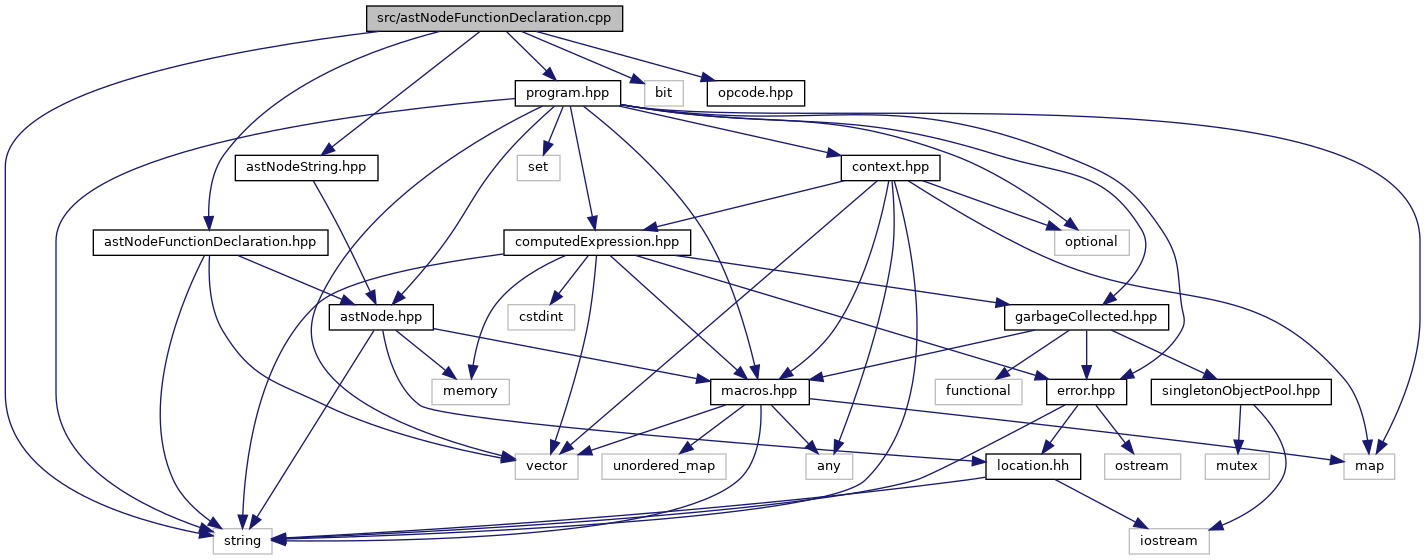 src/astNodeFunctionDeclaration.cpp
program.hpp
bit
opcode.hpp
astNodeString.hpp
set
context.hpp
astNodeFunctionDeclaration.hpp
computedExpression.hpp
optional
astNode.hpp
cstdint
garbageCollected.hpp
memory
macros.hpp
functional
error.hpp
singletonObjectPool.hpp
vector
unordered_map
any
location.hh
ostream
mutex
map
string
iostream